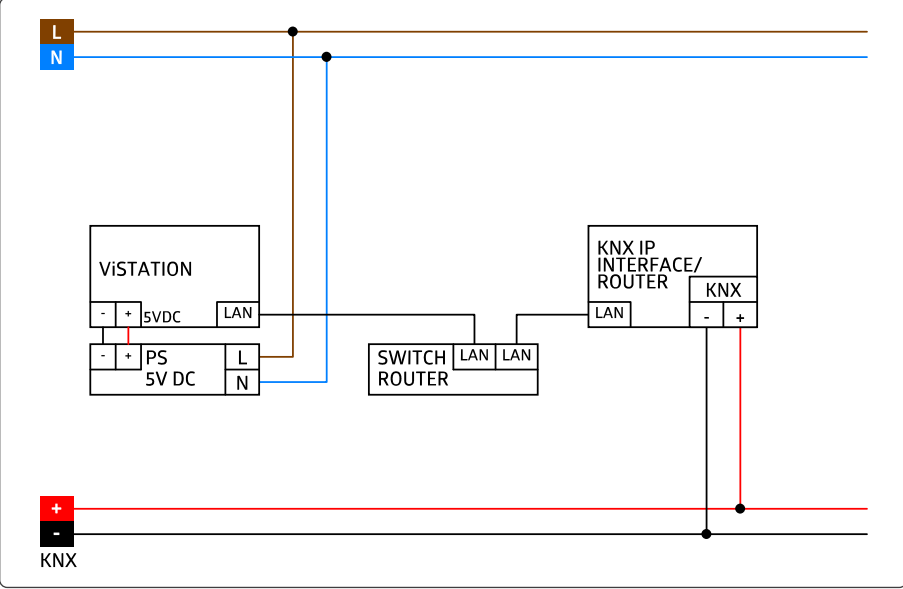 L
N
ViSTATION
- + 5VDC
LAN
- + PS
5V DC
L
N
SWITCH
ROUTER
LAN LAN
KNX IP
INTERFACE/
ROUTER
LAN
KNX
- +
+
-
KNX